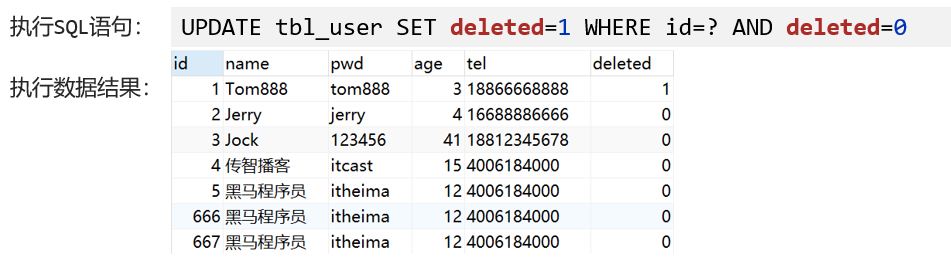 执行SQL语句： UPDATE tbl_user SET deleted=1 WHERE id=? AND deleted=0
执行数据结果：
id name pwd age tel deleted
1 Tom888 tom888 3 18866668888 1
2 Jerry jerry 4 16688886666 0
3 Jock 123456 41 18812345678 0
4 传智播客 itcast 15 4006184000 0
5 黑马程序员 itheima 12 4006184000 0
666 黑马程序员 itheima 12 4006184000 0
667 黑马程序员 itheima 12 4006184000 0